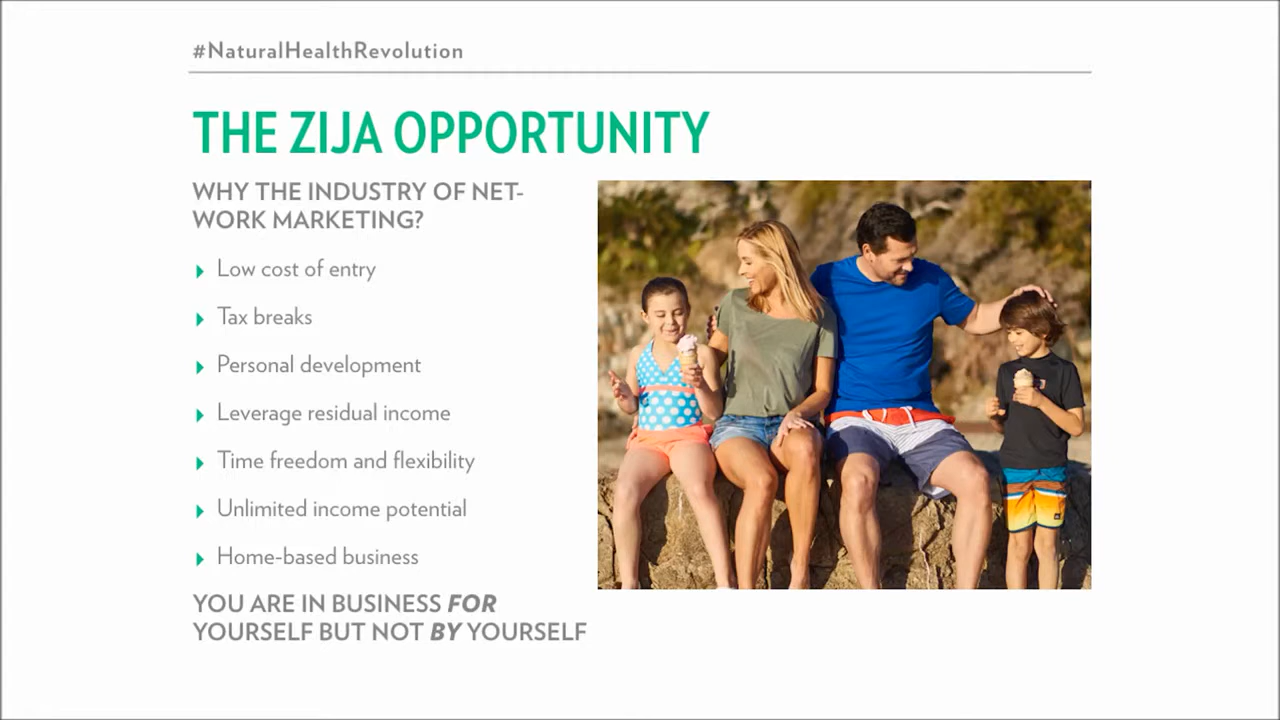 #NaturalHealthRevolution
THE ZIJA OPPORTUNITY
WHY THE INDUSTRY OF NET-
WORK MARKETING?
Low cost of entry
Tax breaks
Personal development
Leverage residual income
Time freedom and flexibility
Unlimited income potential
Home-based business
YOU ARE IN BUSINESS FOR
YOURSELF BUT NOT BY YOURSELF